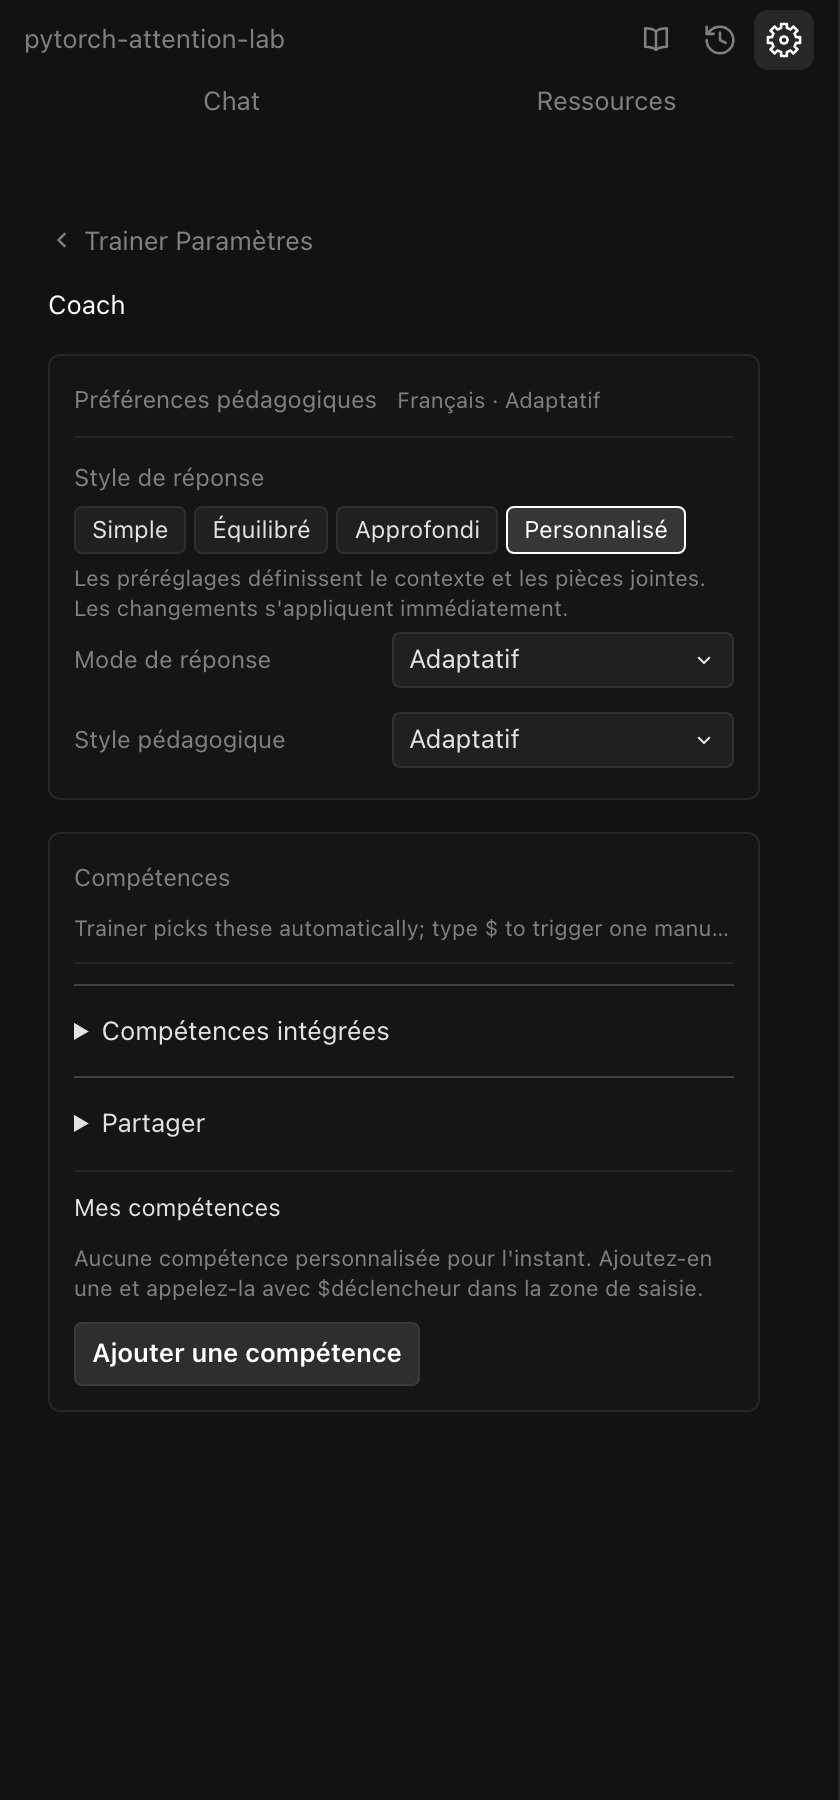 pytorch-attention-lab
Chat
Ressources
Trainer Paramètres
Coach
Préférences pédagogiques Français · Adaptatif
Style de réponse
Simple
Équilibré
Approfondi
Personnalisé
Les préréglages définissent le contexte et les pièces jointes.
Les changements s'appliquent immédiatement.
Mode de réponse
Adaptatif
Style pédagogique
Adaptatif
Compétences
Trainer picks these automatically; type $ to trigger one manu...
Compétences intégrées
Partager
Mes compétences
Aucune compétence personnalisée pour l'instant. Ajoutez-en
une et appelez-la avec $déclencheur dans la zone de saisie.
Ajouter une compétence